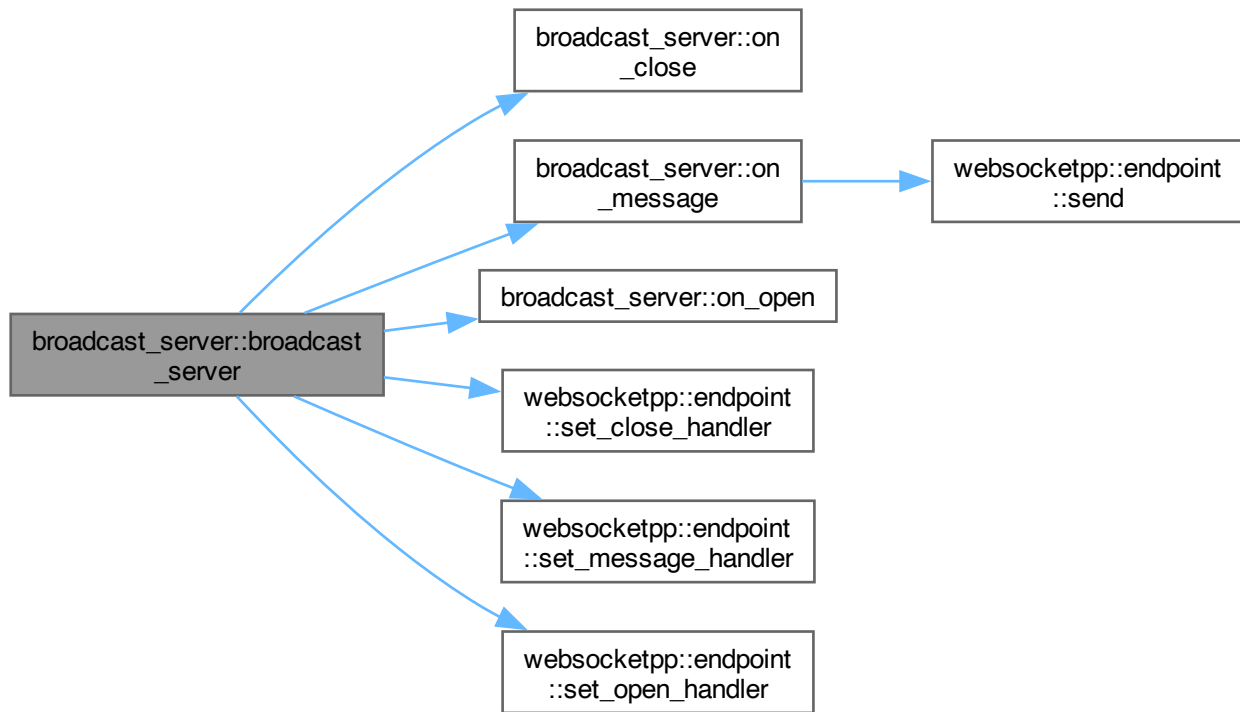 broadcast_server::on
_close
broadcast_server::on
_message
websocketpp::endpoint
::send
broadcast_server::on_open
broadcast_server::broadcast
_server
websocketpp::endpoint
::set_close_handler
websocketpp::endpoint
::set_message_handler
websocketpp::endpoint
::set_open_handler